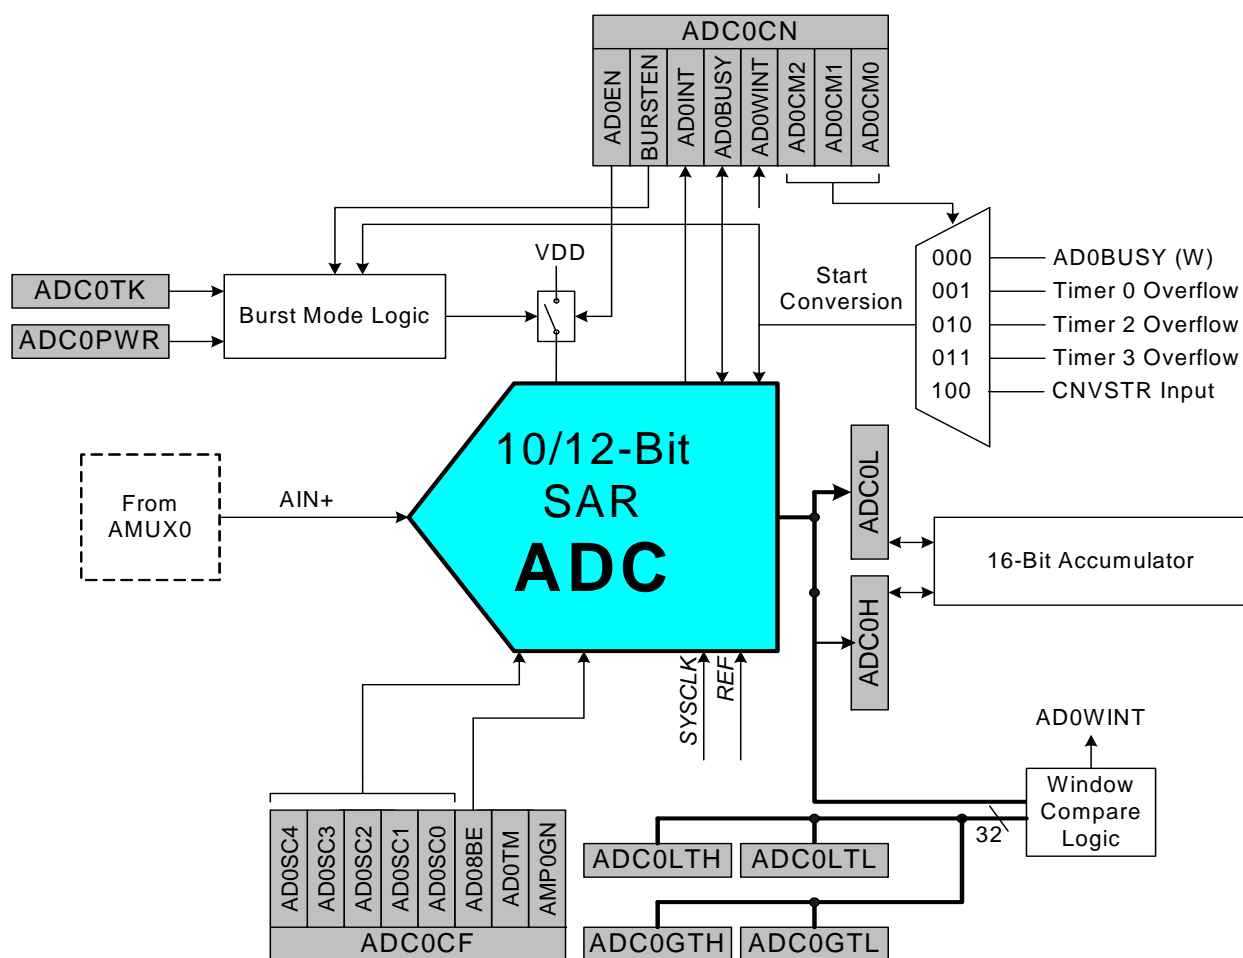 ADC0CN
AD0EN
BURSTEN
AD0INT
AD0BUSY
AD0WINT
AD0CM2
AD0CM1
AD0CM0
VDD
ADC0TK
ADC0PWR
Burst Mode Logic
Start
Conversion
000
001
010
011
100
AD0BUSY (W)
Timer 0 Overflow
Timer 2 Overflow
Timer 3 Overflow
CNVSTR Input
From
AMUX0
AIN+
10/12-Bit
SAR
ADC
ADC0L
ADC0H
16-Bit Accumulator
SYSCLK
REF
AD0WINT
Window
Compare
Logic
32
AD0SC4
AD0SC3
AD0SC2
AD0SC1
AD0SC0
AD08BE
AD0TM
AMP0GN
ADC0CF
ADC0LTH
ADC0LTL
ADC0GTH
ADC0GTL